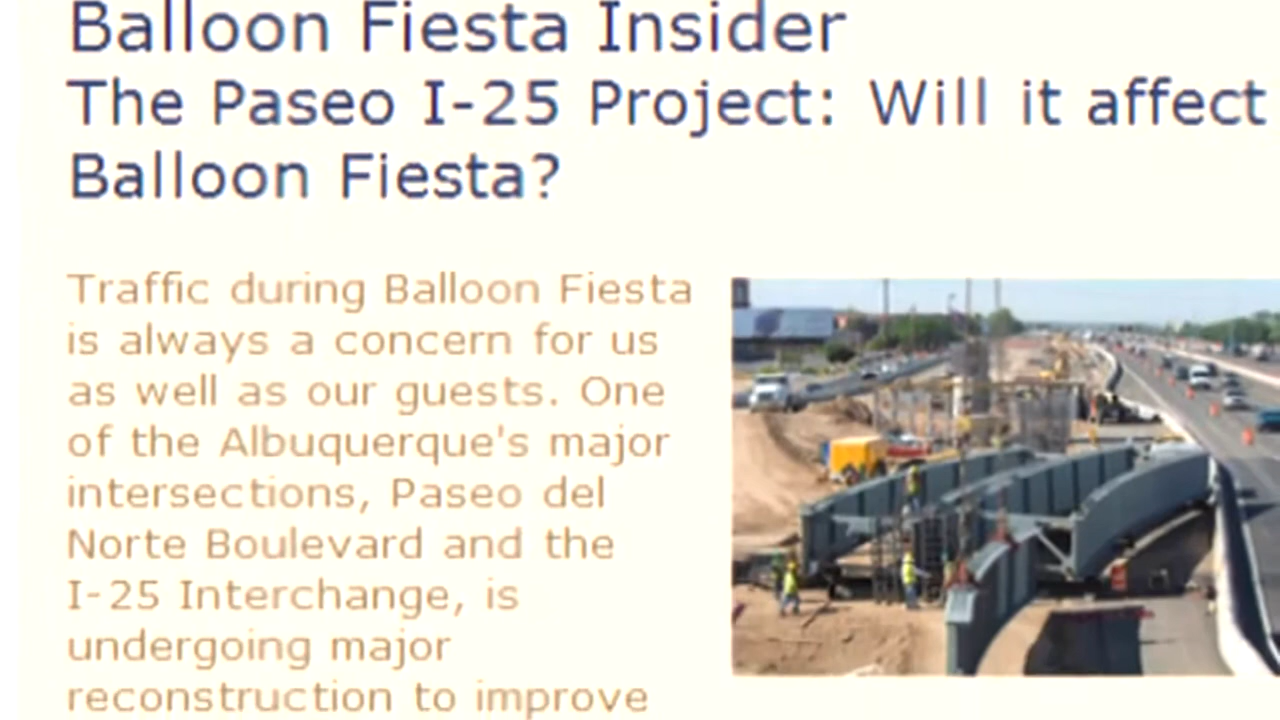 Balloon Fiesta Insider
The Paseo I-25 Project: Will it affect
Balloon Fiesta?
Traffic during Balloon Fiesta
is always a concern for us
as well as our guests. One
of the Albuquerque's major
intersections, Paseo del
Norte Boulevard and the
I-25 Interchange, is
undergoing major
reconstruction to improve